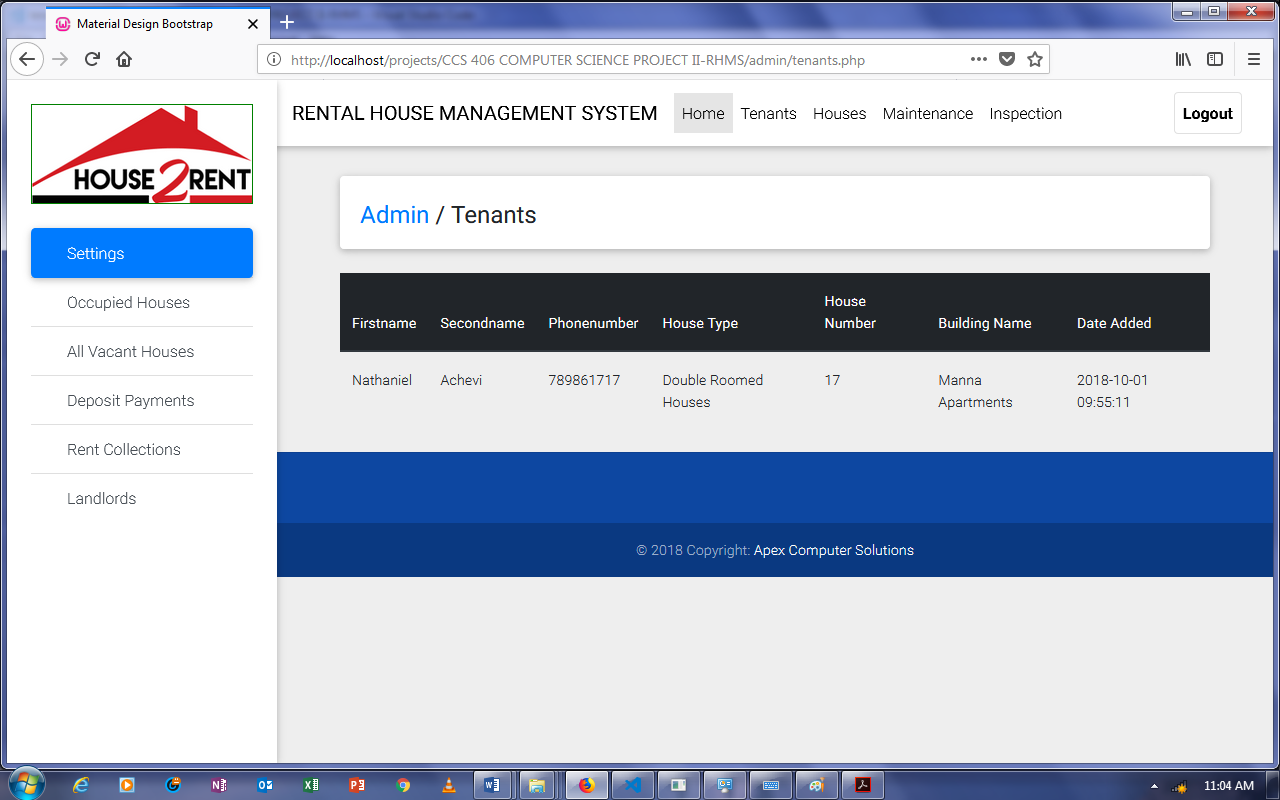 Material Design Bootstrap
http://localhost/projects/CCS 406 COMPUTER SCIENCE PROJECT II-RHMS/admin/tenants.php
HOUSE2RENT
RENTAL HOUSE MANAGEMENT SYSTEM Home Tenants Houses Maintenance Inspection Logout
Settings
Occupied Houses
All Vacant Houses
Deposit Payments
Rent Collections
Landlords
Admin / Tenants
Firstname Secondname Phonenumber House Type House Number Building Name Date Added
Nathaniel Achevi 789861717 Double Roomed Houses 17 Manna Apartments 2018-10-01 09:55:11
© 2018 Copyright: Apex Computer Solutions
11:04 AM